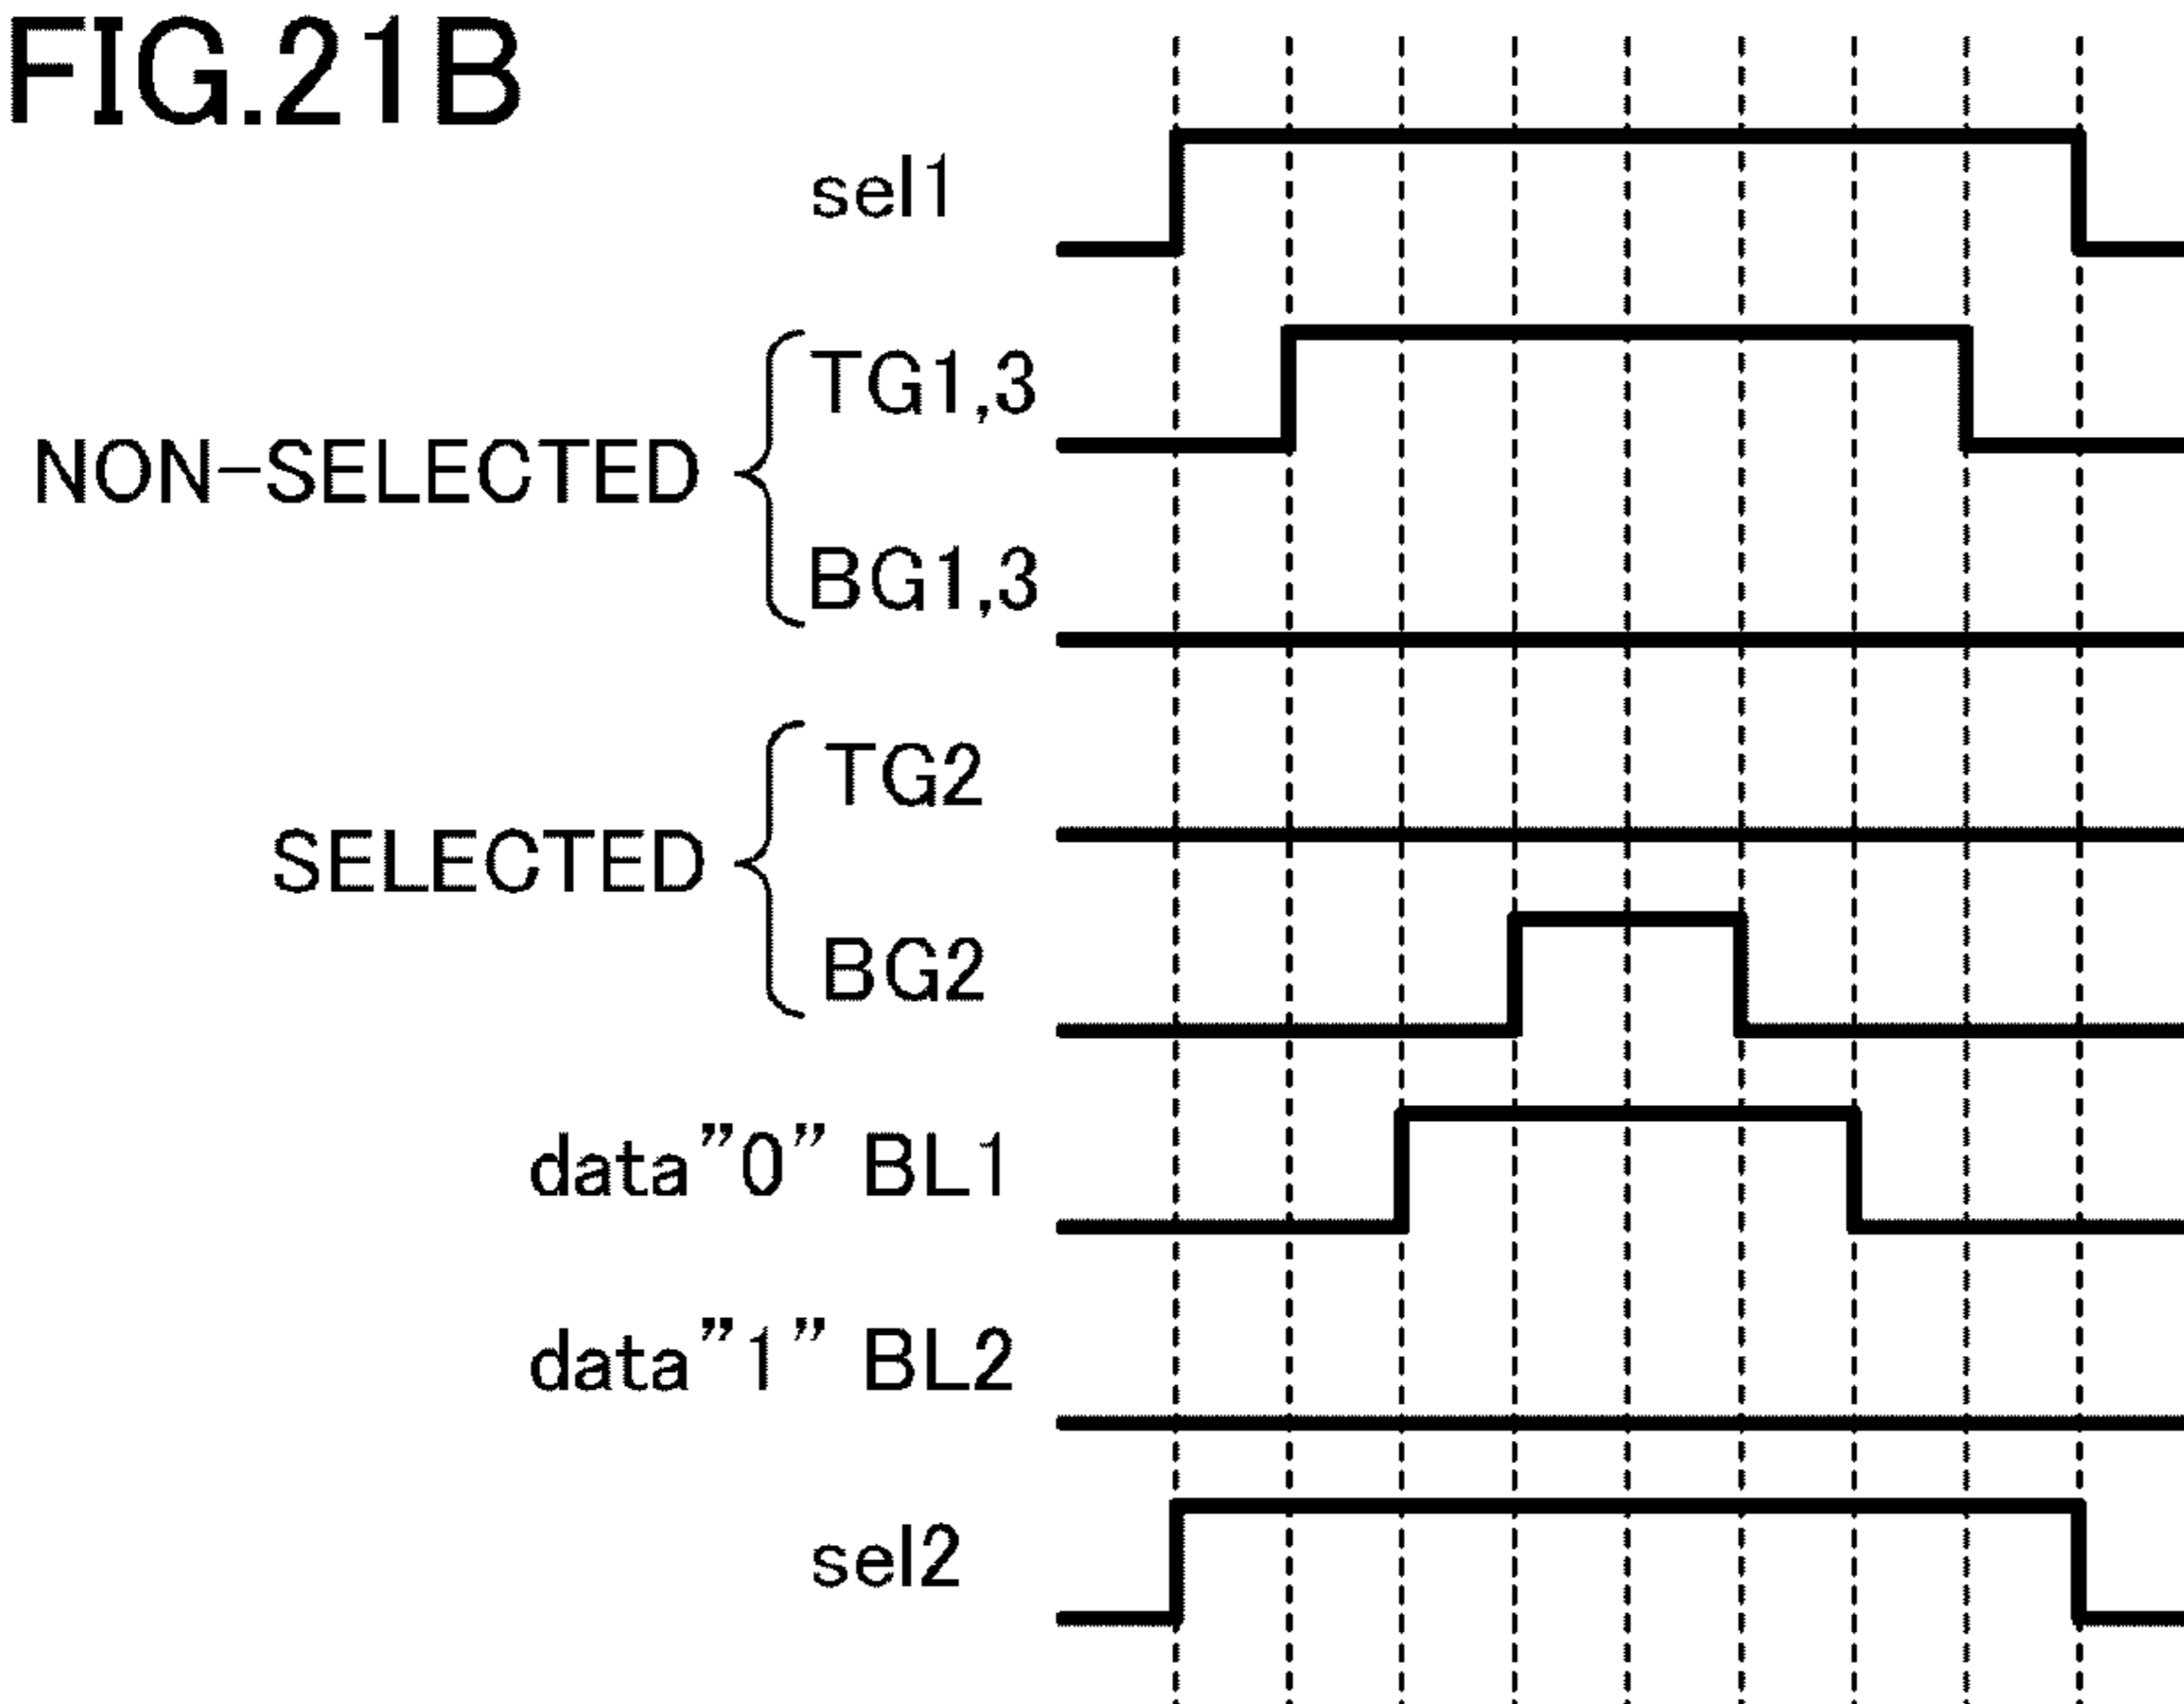 FIG.21B
sel1
TG1,3
NON-SELECTED
BG1,3
TG2
SELECTED
BG2
data”0” BL1
data”1” BL2
sel2